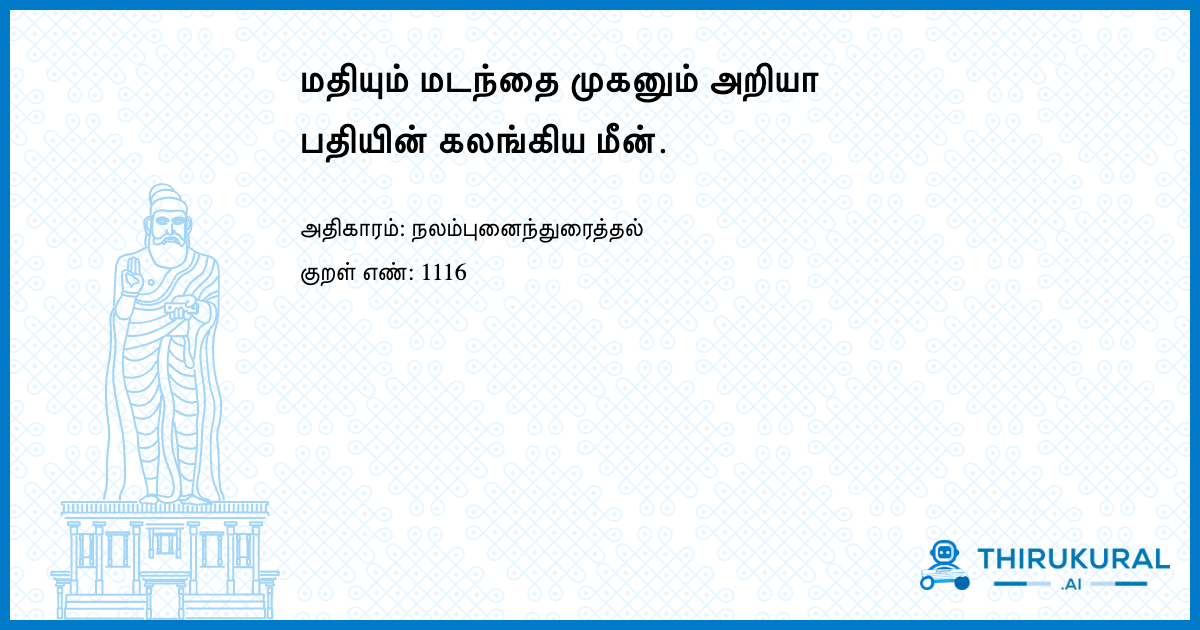 மதியும் மடந்தை முகனும் அறியா
பதியின் கலங்கிய மீன்.
அதிகாரம்: நலம்புனைந்துரைத்தல்
குறள் எண்: 1116
THIRUKURAL
.AI